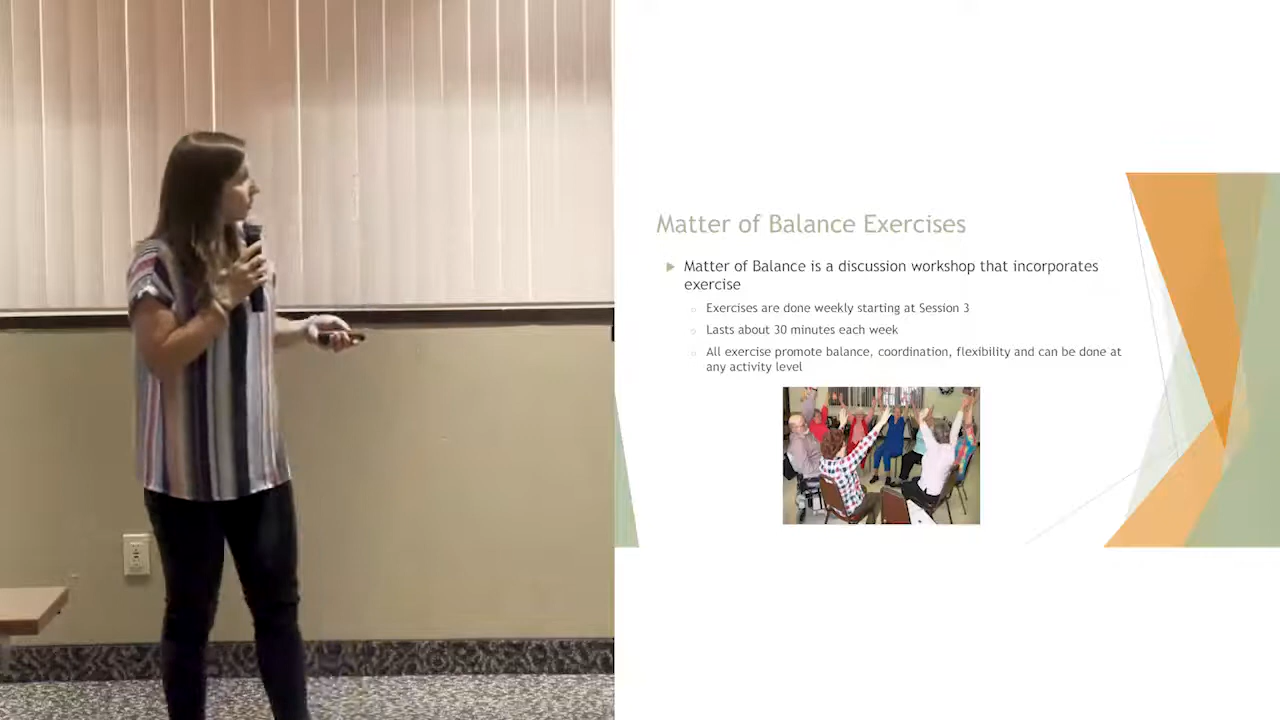 Matter of Balance Exercises
Matter of Balance is a discussion workshop that incorporates
exercise
Exercises are done weekly starting at Session 3
Lasts about 30 minutes each week
All exercise promote balance, coordination, flexibility and can be done at
any activity level